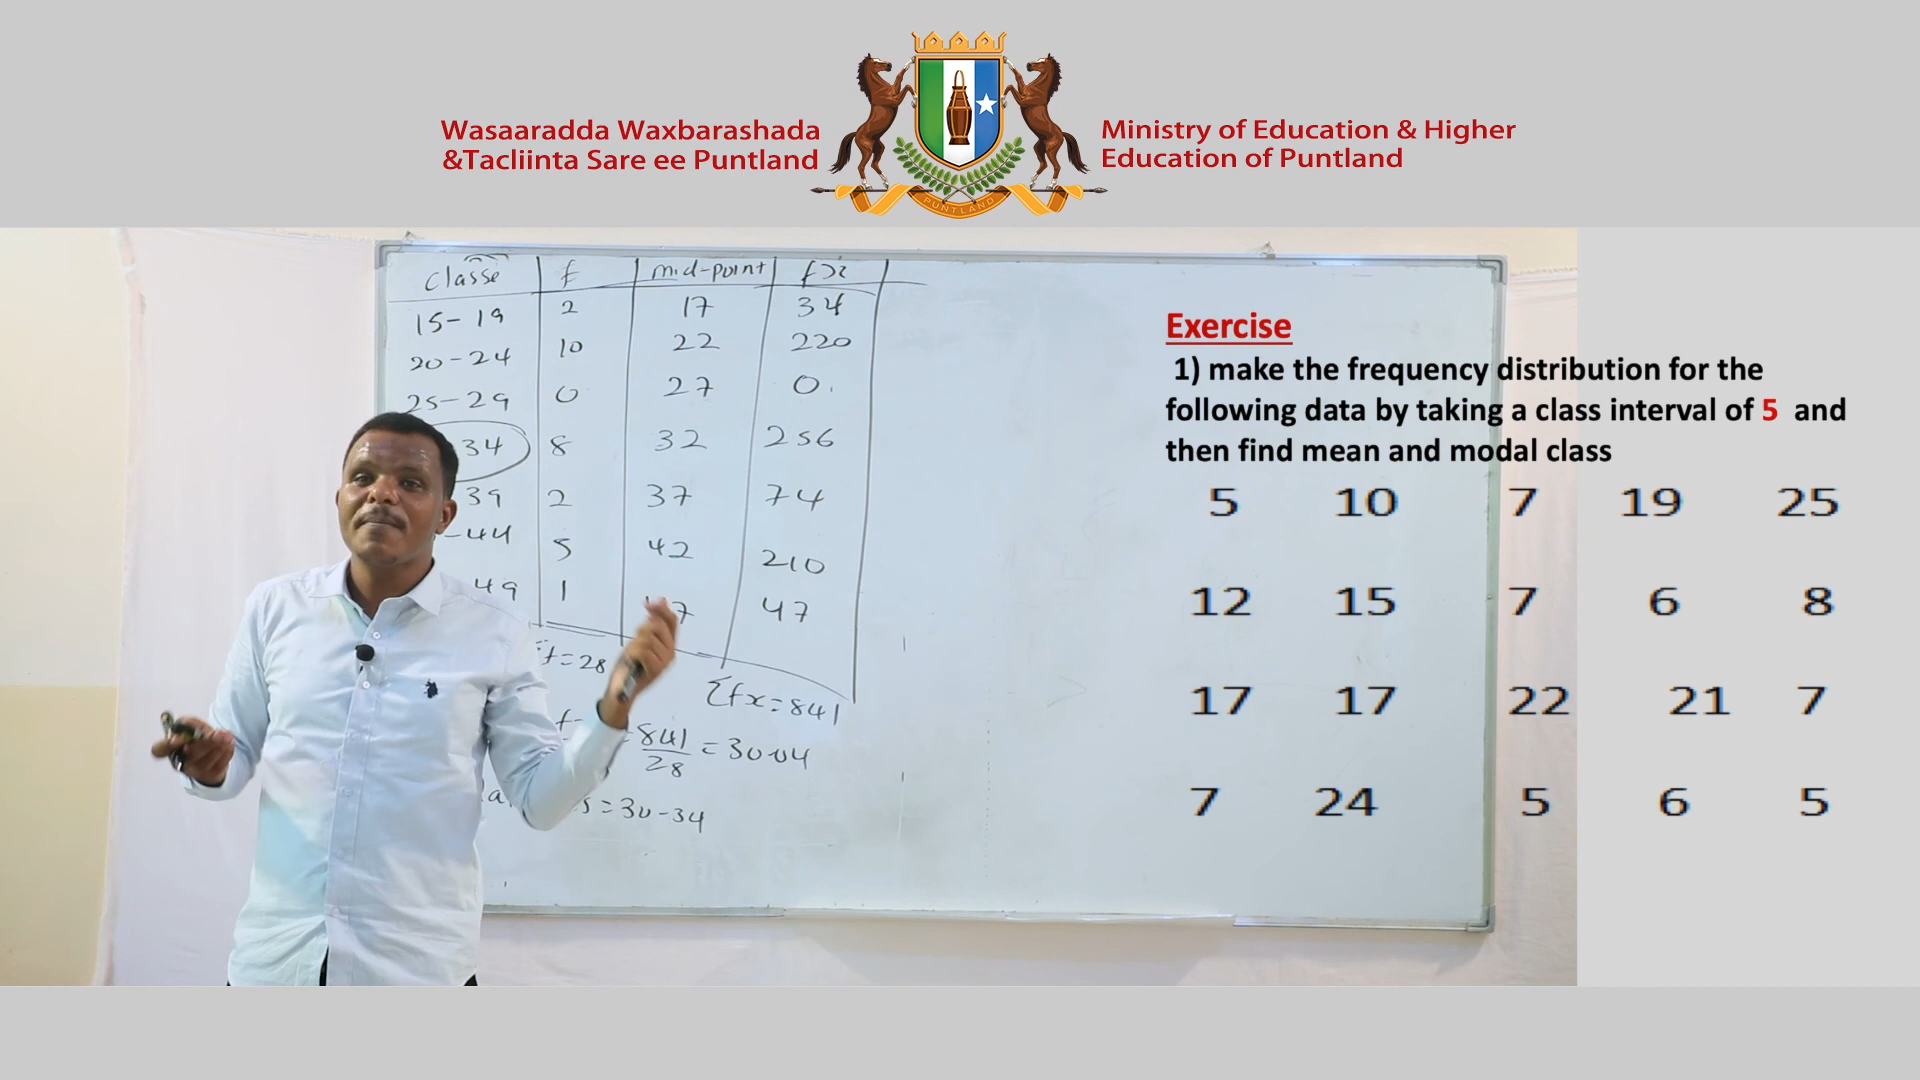 Wasaaradda Waxbarashada
&Tacliinta Sare ee Puntland
Ministry of Education & Higher
Education of Puntland
PUNTLAND
classe f mid-point fx
15-19 2 17 34
20-24 10 22 220
25-29 0 27 0.
34 8 32 256
39 2 37 74
-44 5 42 210
49 1 7 47
f=28
Σfx=841
=841/28 = 30.04
s=30-34
Exercise
1) make the frequency distribution for the
following data by taking a class interval of 5 and
then find mean and modal class
5 10 7 19 25
12 15 7 6 8
17 17 22 21 7
7 24 5 6 5